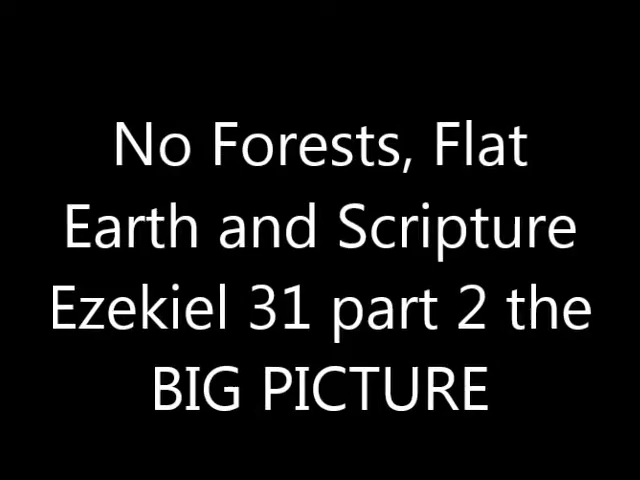 No Forests, Flat
Earth and Scripture
Ezekiel 31 part 2 the
BIG PICTURE